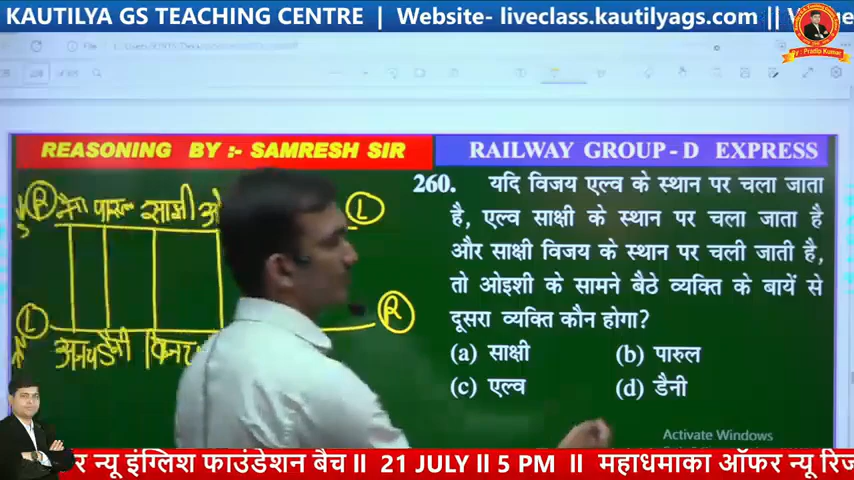 KAUTILYA GS TEACHING CENTRE | Website- liveclass.kautilyags.com ||
By : Pradip Kumar
File
REASONING BY :- SAMRESH SIR
RAILWAY GROUP - D EXPRESS
R पारुल साक्षी L
L R
डैनी
260. यदि विजय एल्व के स्थान पर चला जाता
है, एल्व साक्षी के स्थान पर चला जाता है
और साक्षी विजय के स्थान पर चली जाती है,
तो ओइशी के सामने बैठे व्यक्ति के बायें से
दूसरा व्यक्ति कौन होगा?
(a) साक्षी (b) पारुल
(c) एल्व (d) डैनी
Activate Windows
र न्यू इंग्लिश फाउंडेशन बैच II 21 JULY II 5 PM II महाधमाका ऑफर न्यू रिज